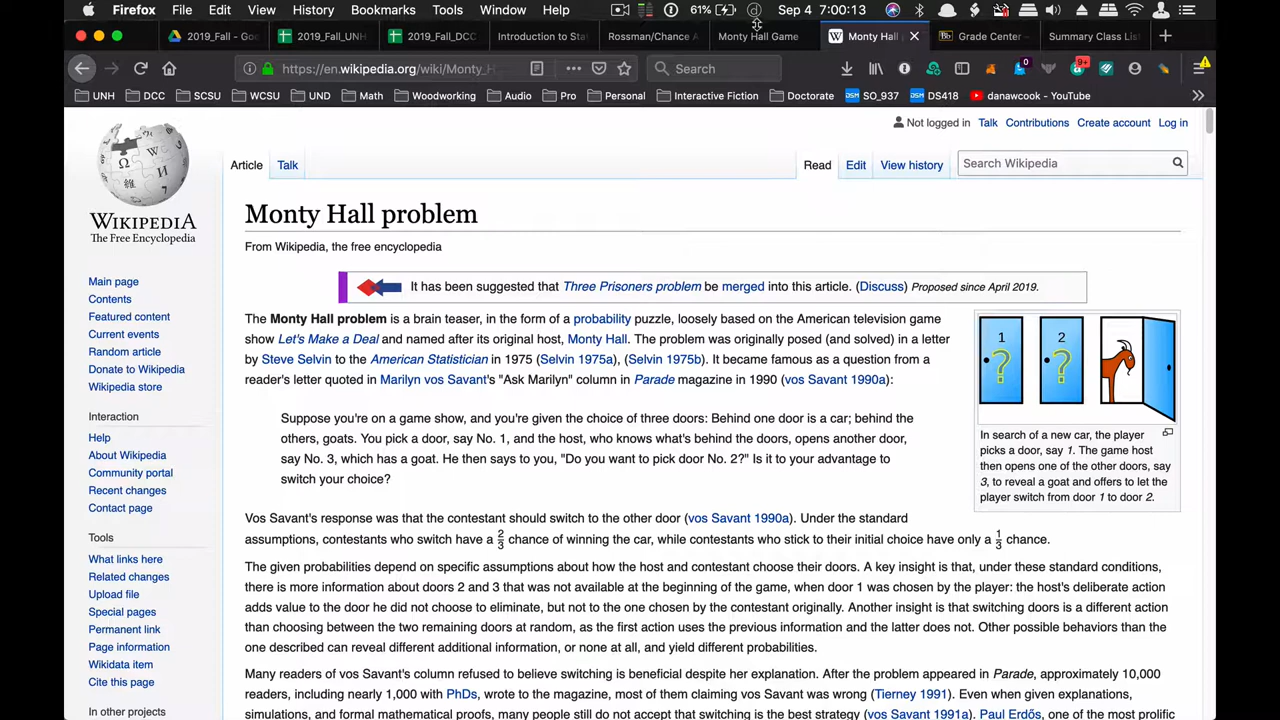 Firefox File Edit View History Bookmarks Tools Window Help 61% Sep 4 7:00:13
2019_Fall - Goo 2019_Fall_UNH 2019_Fall_DCC Introduction to Sta Rossman/Chance A Monty Hall Game Monty Hall Grade Center Summary Class List
https://en.wikipedia.org/wiki/Monty_H Search 0 9+
UNH DCC SCSU WCSU UND Math Woodworking Audio Pro Personal Interactive Fiction Doctorate SO_937 DS418 danawcook - YouTube
Not logged in Talk Contributions Create account Log in
Article Talk Read Edit View history Search Wikipedia
WIKIPEDIA
The Free Encyclopedia
Main page
Contents
Featured content
Current events
Random article
Donate to Wikipedia
Wikipedia store
Interaction
Help
About Wikipedia
Community portal
Recent changes
Contact page
Tools
What links here
Related changes
Upload file
Special pages
Permanent link
Page information
Wikidata item
Cite this page
In other projects
Monty Hall problem
From Wikipedia, the free encyclopedia
It has been suggested that Three Prisoners problem be merged into this article. (Discuss) Proposed since April 2019.
The Monty Hall problem is a brain teaser, in the form of a probability puzzle, loosely based on the American television game
show Let's Make a Deal and named after its original host, Monty Hall. The problem was originally posed (and solved) in a letter
by Steve Selvin to the American Statistician in 1975 (Selvin 1975a), (Selvin 1975b). It became famous as a question from a
reader's letter quoted in Marilyn vos Savant's "Ask Marilyn" column in Parade magazine in 1990 (vos Savant 1990a):
Suppose you're on a game show, and you're given the choice of three doors: Behind one door is a car; behind the
others, goats. You pick a door, say No. 1, and the host, who knows what's behind the doors, opens another door,
say No. 3, which has a goat. He then says to you, "Do you want to pick door No. 2?" Is it to your advantage to
switch your choice?
1 2
? ?
In search of a new car, the player
picks a door, say 1. The game host
then opens one of the other doors, say
3, to reveal a goat and offers to let the
player switch from door 1 to door 2.
Vos Savant's response was that the contestant should switch to the other door (vos Savant 1990a). Under the standard
assumptions, contestants who switch have a 2/3 chance of winning the car, while contestants who stick to their initial choice have only a 1/3 chance.
The given probabilities depend on specific assumptions about how the host and contestant choose their doors. A key insight is that, under these standard conditions,
there is more information about doors 2 and 3 that was not available at the beginning of the game, when door 1 was chosen by the player: the host's deliberate action
adds value to the door he did not choose to eliminate, but not to the one chosen by the contestant originally. Another insight is that switching doors is a different action
than choosing between the two remaining doors at random, as the first action uses the previous information and the latter does not. Other possible behaviors than the
one described can reveal different additional information, or none at all, and yield different probabilities.
Many readers of vos Savant's column refused to believe switching is beneficial despite her explanation. After the problem appeared in Parade, approximately 10,000
readers, including nearly 1,000 with PhDs, wrote to the magazine, most of them claiming vos Savant was wrong (Tierney 1991). Even when given explanations,
simulations, and formal mathematical proofs, many people still do not accept that switching is the best strategy (vos Savant 1991a). Paul Erdős, one of the most prolific